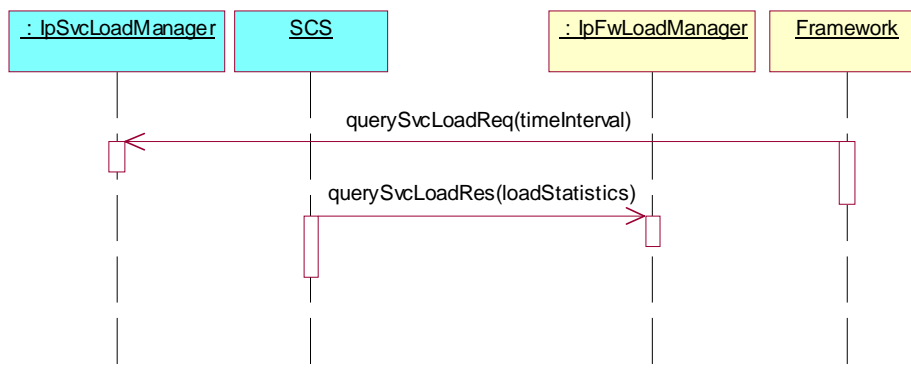 : IpSvcLoadManager
SCS
: IpFwLoadManager
Framework
querySvcLoadReq(timeInterval)
querySvcLoadRes(loadStatistics)